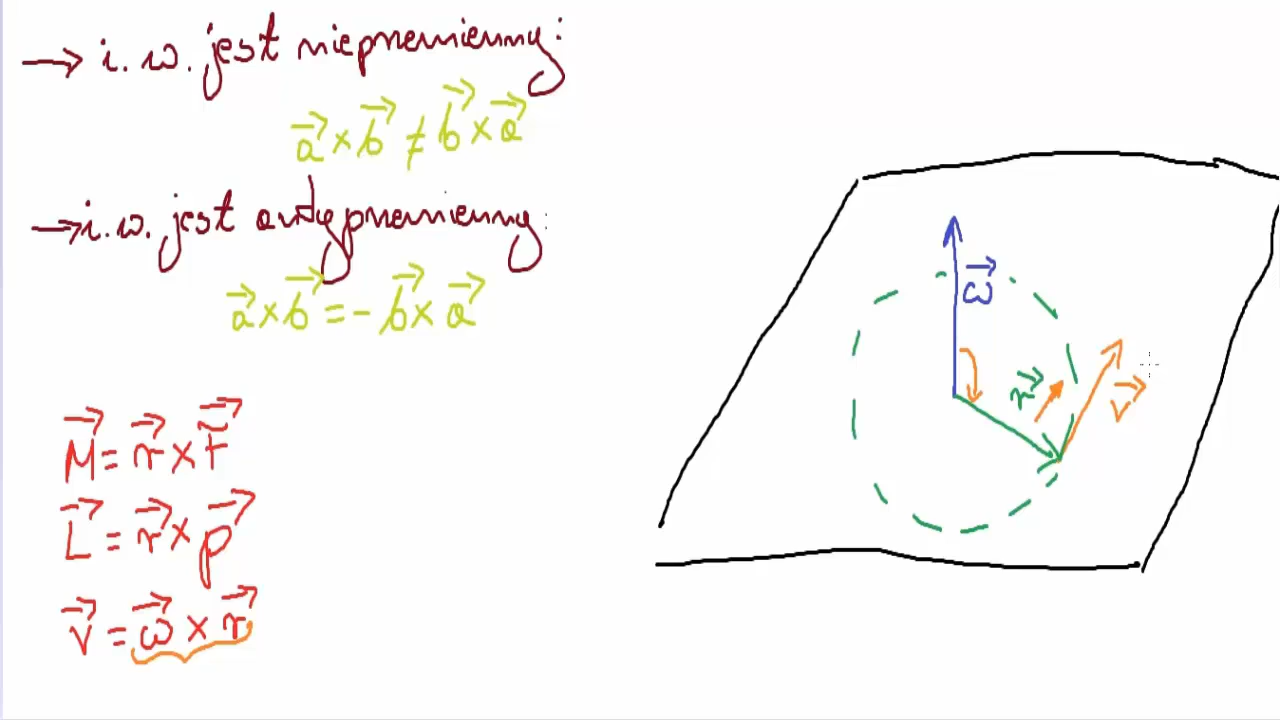 → i. w. jest nieprzemienny:
a⃗ × b⃗ ≠ b⃗ × a⃗
→ i. w. jest antyprzemienny:
a⃗ × b⃗ = - b⃗ × a⃗
M⃗ = r⃗ × F⃗
L⃗ = r⃗ × p⃗
v⃗ = ω⃗ × r⃗
ω⃗
r⃗
v⃗